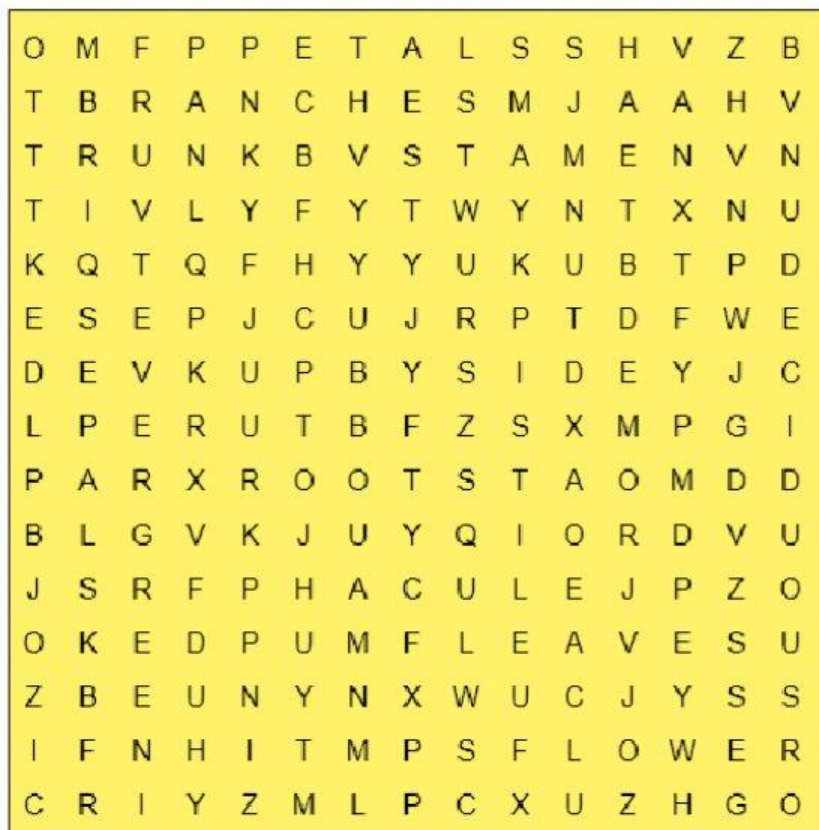 O M F P P E T A L S S H V Z B
T B R A N C H E S M J A A H V
T R U N K B V S T A M E N V N
T I V L Y F Y T W Y N T X N U
K Q T Q F H Y Y U K U B T P D
E S E P J C U J R P T D F W E
D E V K U P B Y S I D E Y J C
L P E R U T B F Z S X M P G I
P A R X R O O T S T A O M D D
B L G V K J U Y Q I O R D V U
J S R F P H A C U L E J P Z O
O K E D P U M F L E A V E S U
Z B E U N Y N X W U C J Y S S
I F N H I T M P S F L O W E R
C R I Y Z M L P C X U Z H G O